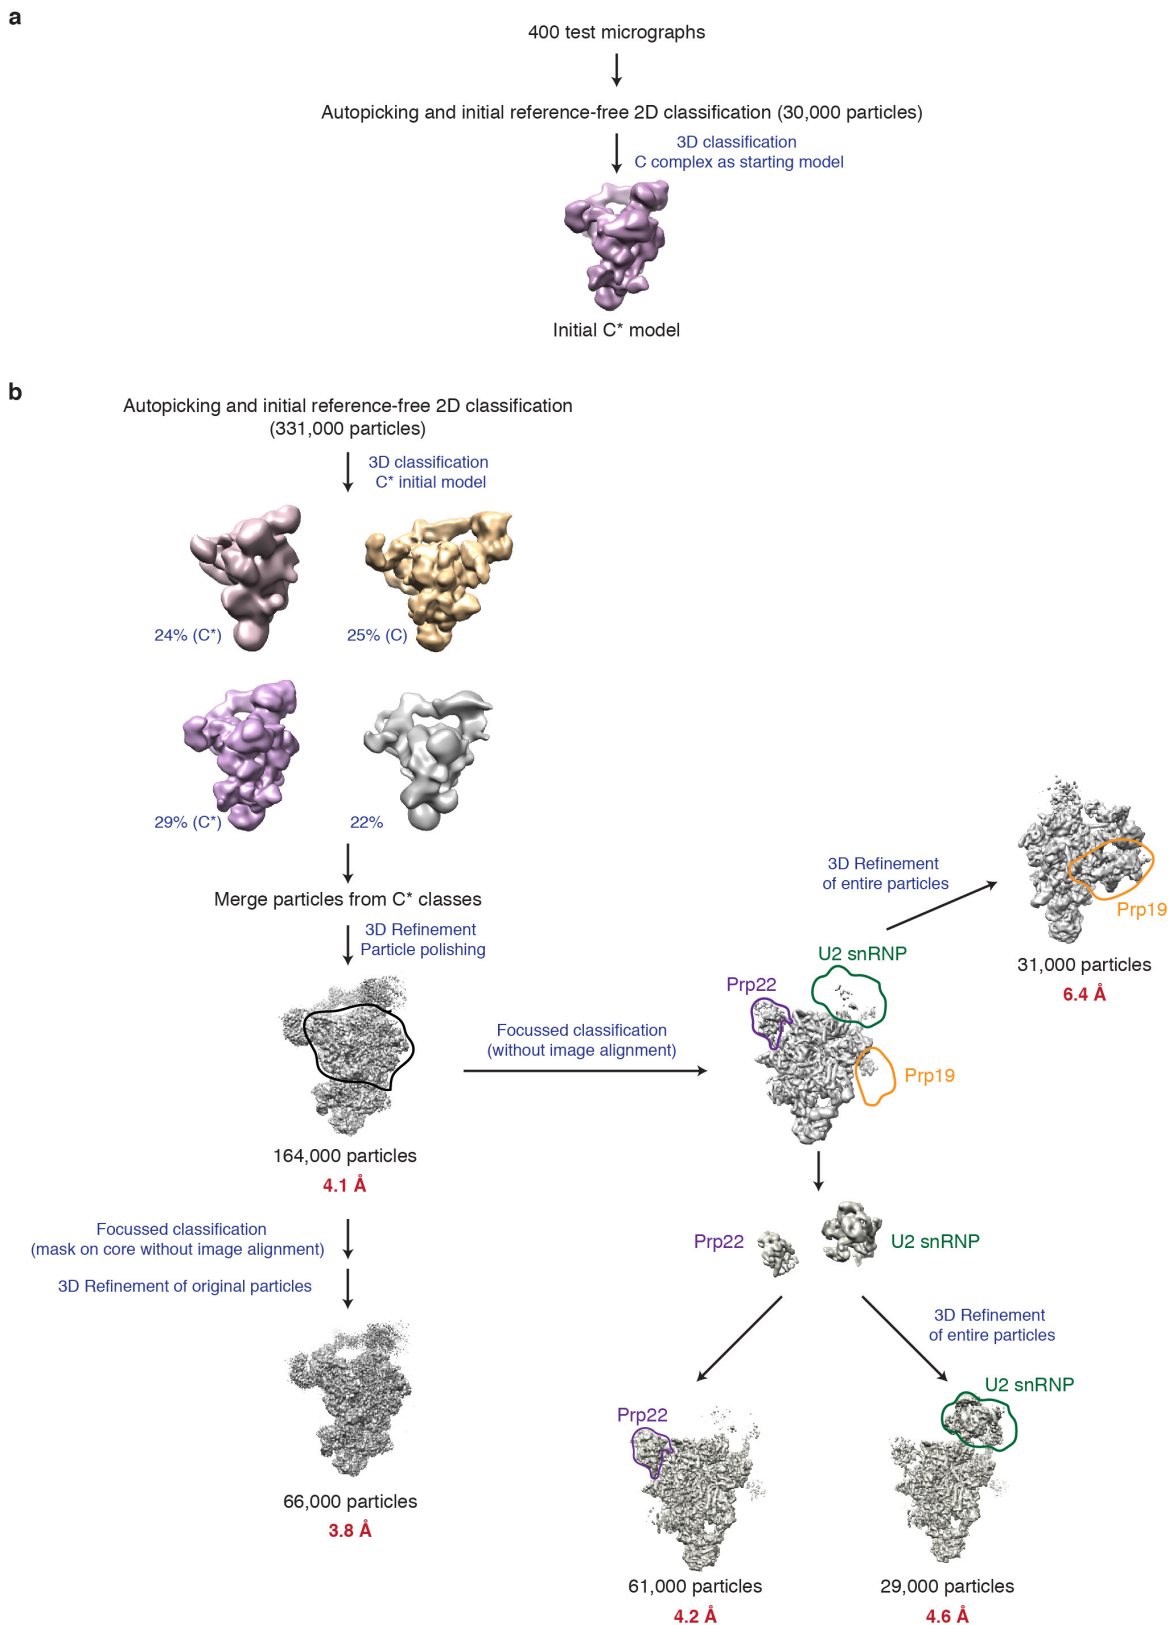 a
400 test micrographs
Autopicking and initial reference-free 2D classification (30,000 particles)
3D classification
C complex as starting model
Initial C* model
b
Autopicking and initial reference-free 2D classification
(331,000 particles)
3D classification
C* initial model
24% (C*)
25% (C)
29% (C*)
22%
Merge particles from C* classes
3D Refinement
Particle polishing
164,000 particles
4.1 Å
Focussed classification
(mask on core without image alignment)
3D Refinement of original particles
66,000 particles
3.8 Å
Focussed classification
(without image alignment)
Prp22
U2 snRNP
Prp19
3D Refinement
of entire particles
Prp19
31,000 particles
6.4 Å
Prp22
U2 snRNP
3D Refinement
of entire particles
Prp22
61,000 particles
4.2 Å
U2 snRNP
29,000 particles
4.6 Å